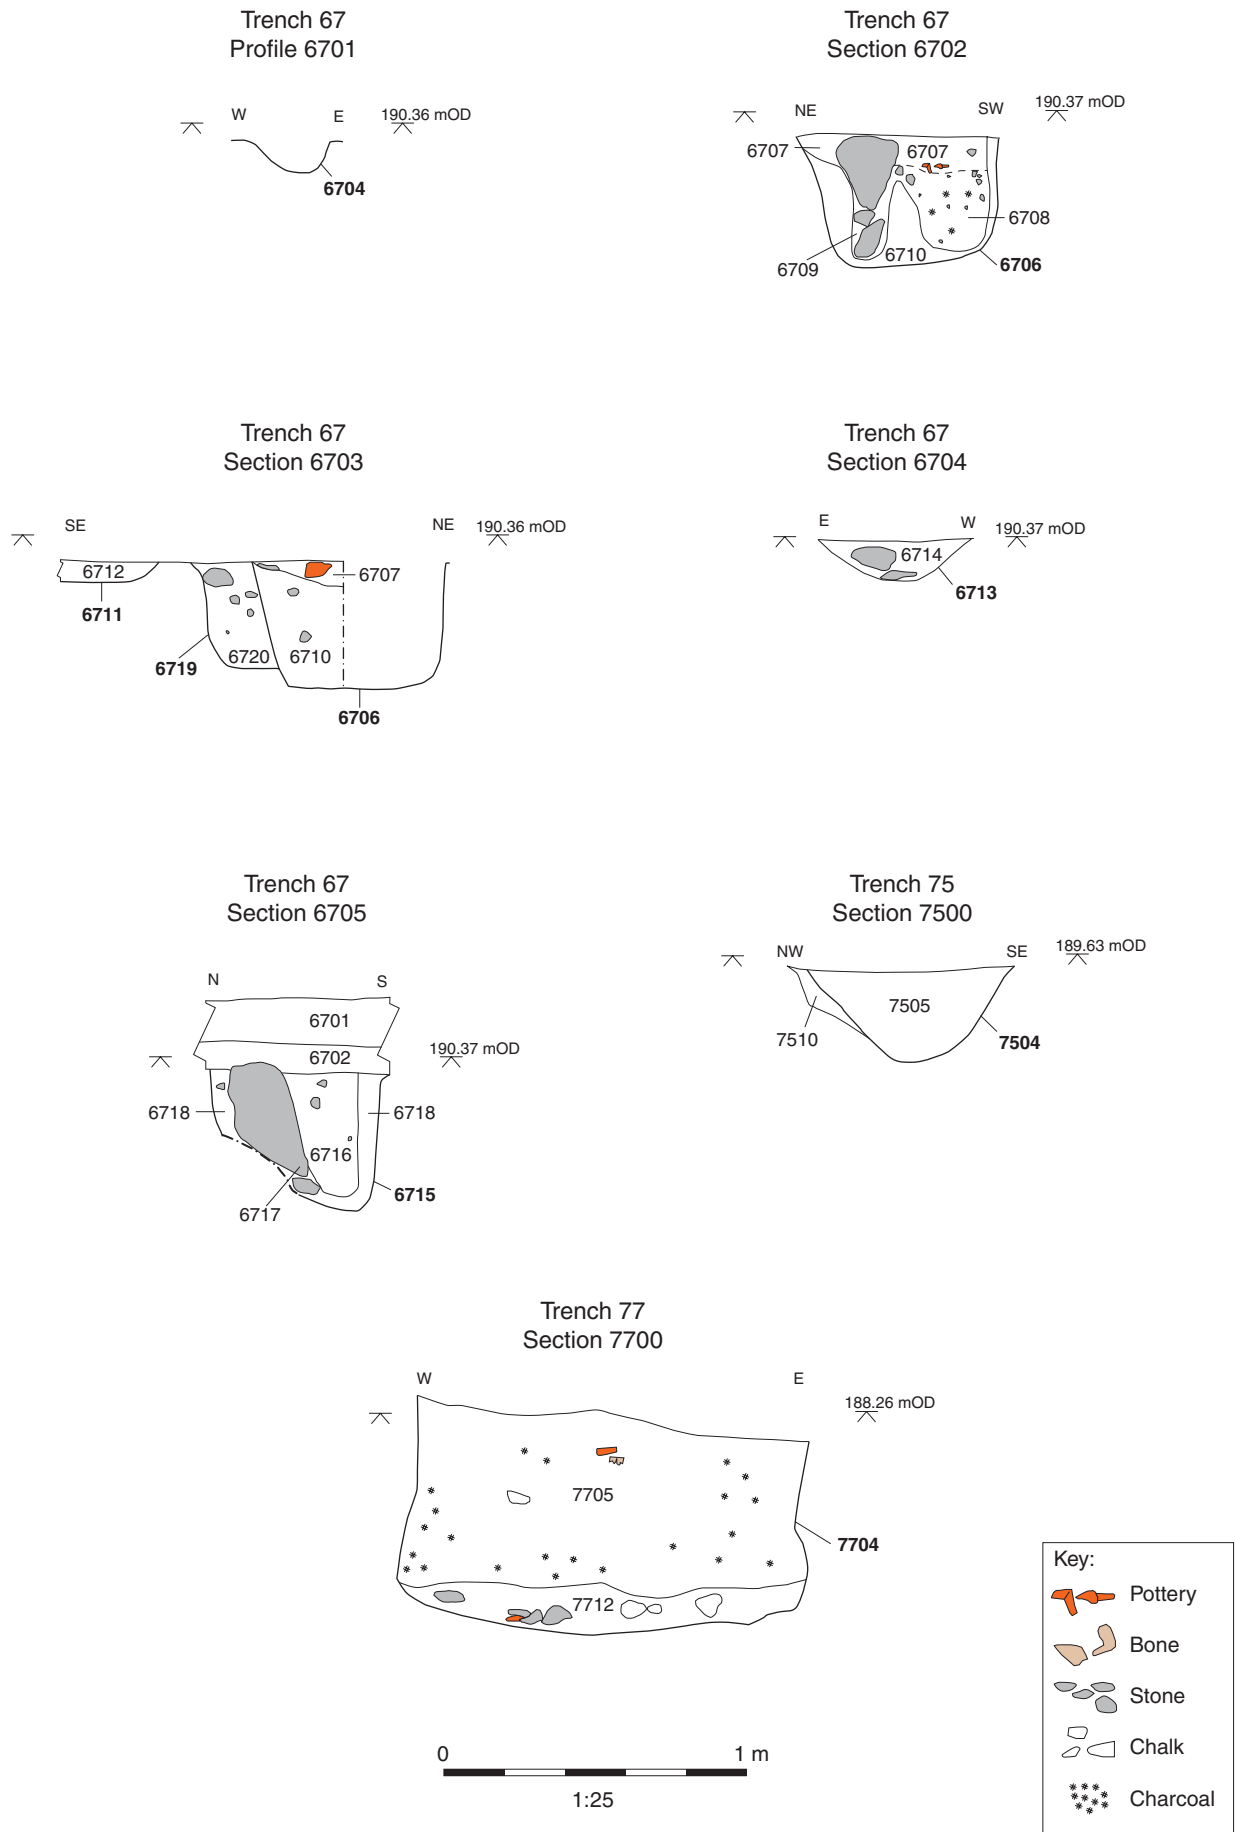 Trench 67
Profile 6701
W
E
190.36 mOD
6704
Trench 67
Section 6702
NE
SW
190.37 mOD
6707
6707
6708
6709
6710
6706
Trench 67
Section 6703
SE
NE
190.36 mOD
6712
6707
6711
6719
6720
6710
6706
Trench 67
Section 6704
E
W
190.37 mOD
6714
6713
Trench 67
Section 6705
N
S
6701
6702
190.37 mOD
6718
6718
6716
6715
6717
Trench 75
Section 7500
NW
SE
189.63 mOD
7505
7510
7504
Trench 77
Section 7700
W
E
188.26 mOD
7705
7704
7712
0
1 m
1:25
Key:
Pottery
Bone
Stone
Chalk
Charcoal